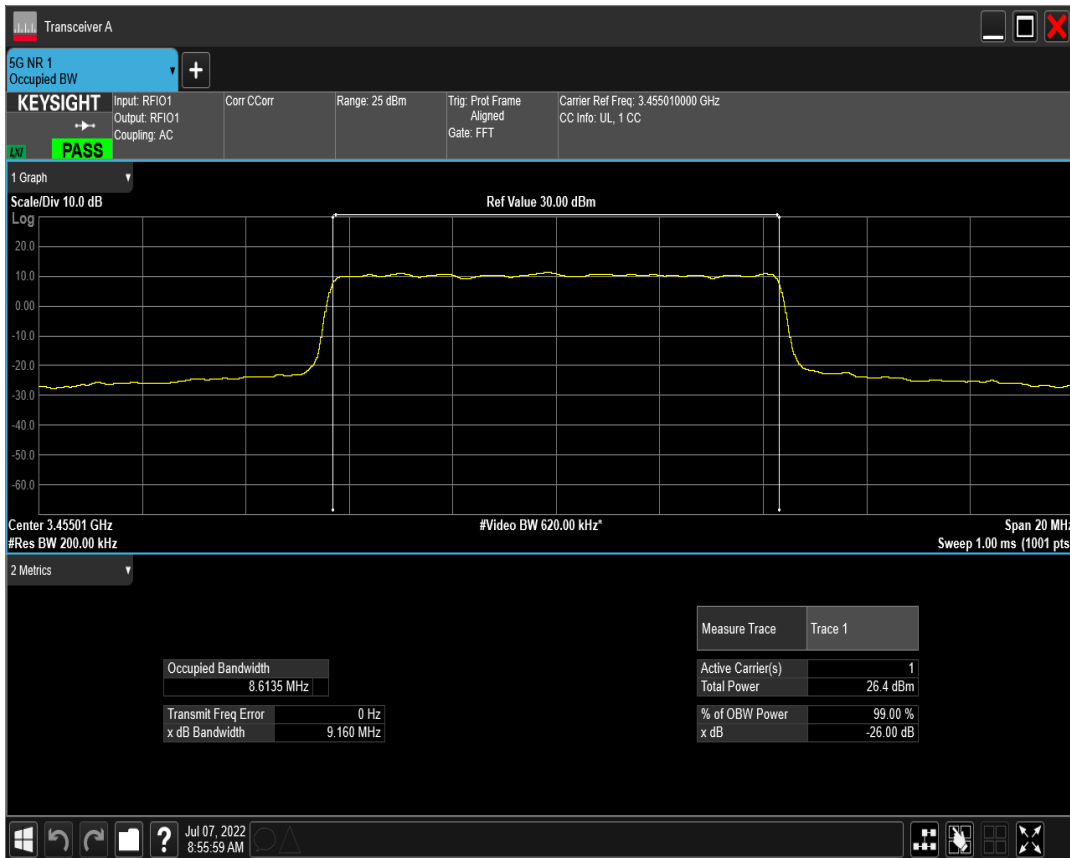 Transceiver A
5G NR 1
Occupied BW
+
KEYSIGHT
LXI PASS
Input: RFIO1
Output: RFIO1
Coupling: AC
Corr CCorr
Range: 25 dBm
Trig: Prot Frame
Aligned
Gate: FFT
Carrier Ref Freq: 3.455010000 GHz
CC Info: UL, 1 CC
1 Graph
Scale/Div 10.0 dB Ref Value 30.00 dBm
Log
20.0
10.0
0.00
-10.0
-20.0
-30.0
-40.0
-50.0
-60.0
Center 3.45501 GHz #Video BW 620.00 kHz* Span 20 MHz
#Res BW 200.00 kHz Sweep 1.00 ms (1001 pts
2 Metrics
Measure Trace Trace 1
Occupied Bandwidth
8.6135 MHz
Active Carrier(s) 1
Total Power 26.4 dBm
Transmit Freq Error 0 Hz
x dB Bandwidth 9.160 MHz
% of OBW Power 99.00 %
x dB -26.00 dB
?
Jul 07, 2022
8:55:59 AM